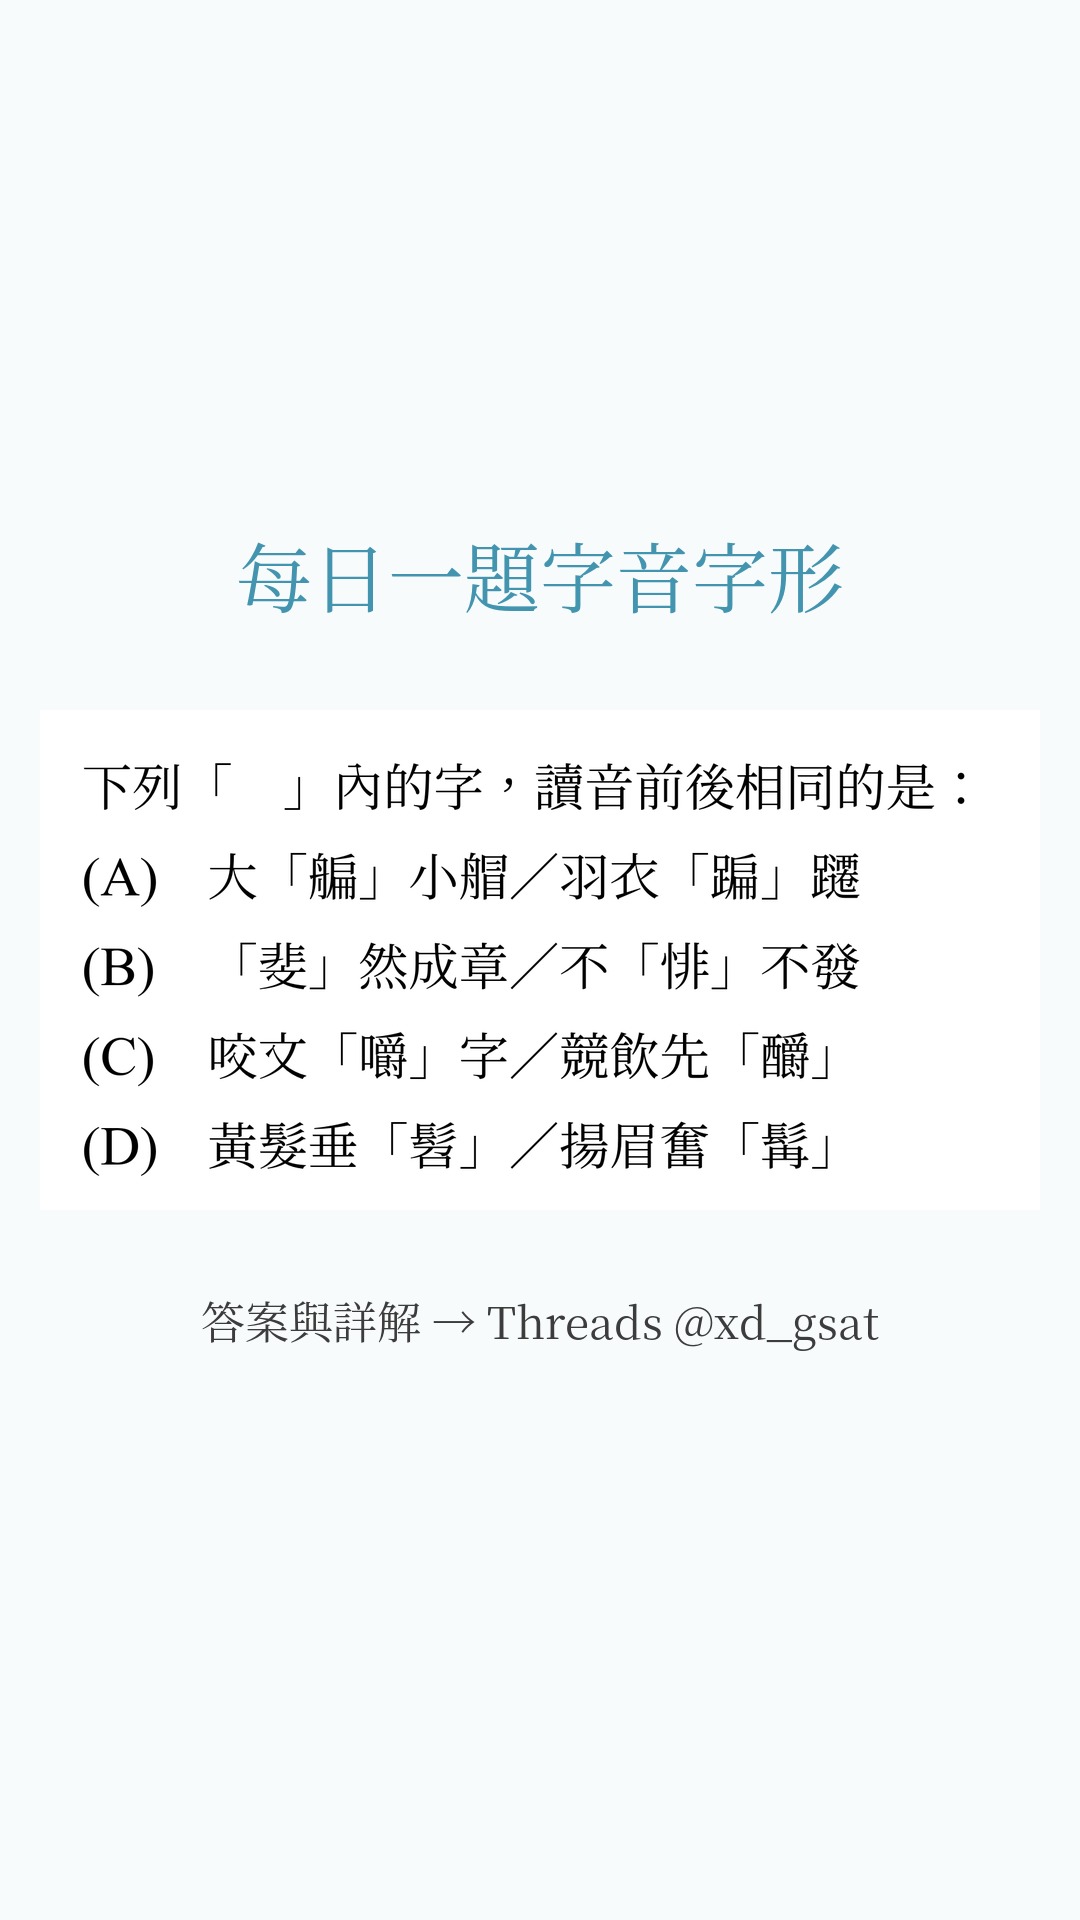 每日一題字音字形
下列「　」內的字，讀音前後相同的是：
(A)　大「艑」小艒／羽衣「蹁」躚
(B)　「斐」然成章／不「悱」不發
(C)　咬文「嚼」字／競飲先「釂」
(D)　黃髮垂「髫」／揚眉奮「髯」
答案與詳解 → Threads @xd_gsat